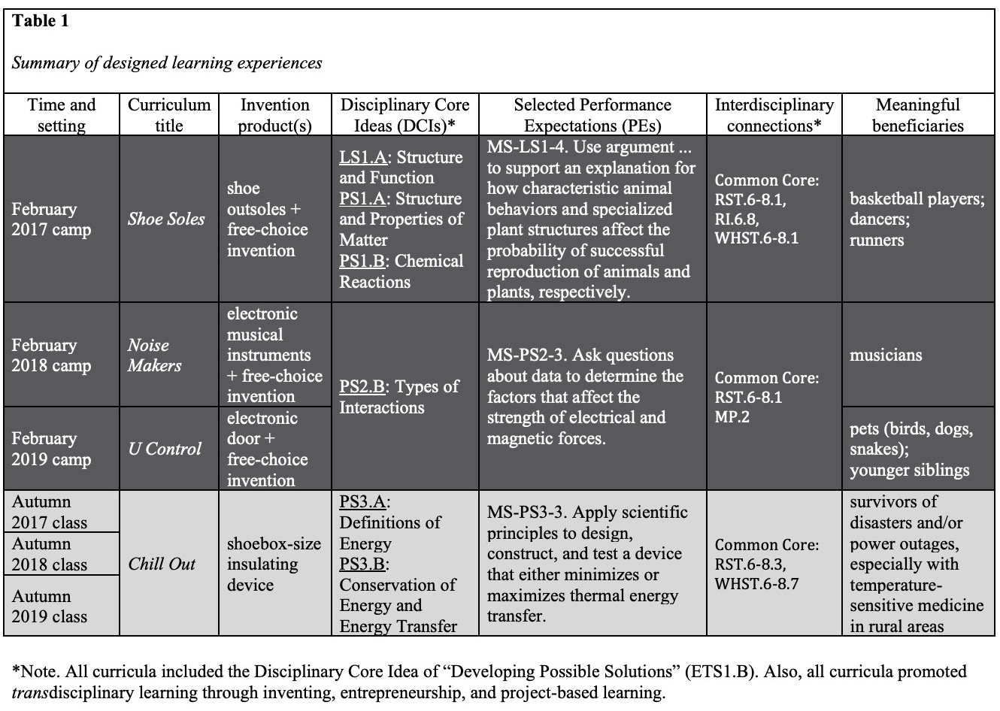 Table 1
Summary of designed learning experiences
Time and
setting
Curriculum
title
Invention
product(s)
Disciplinary Core
Ideas (DCIs)*
Selected Performance
Expectations (PEs)
Interdisciplinary
connections*
Meaningful
beneficiaries
February
2017 camp
Shoe Soles
shoe
outsoles +
free-choice
invention
LS1.A: Structure
and Function
PS1.A: Structure
and Properties of
Matter
PS1.B: Chemical
Reactions
MS-LS1-4. Use argument ...
to support an explanation for
how characteristic animal
behaviors and specialized
plant structures affect the
probability of successful
reproduction of animals and
plants, respectively.
Common Core:
RST.6-8.1,
RI.6.8,
WHST.6-8.1
basketball players;
dancers;
runners
February
2018 camp
Noise
Makers
electronic
musical
instruments
+ free-choice
invention
PS2.B: Types of
Interactions
MS-PS2-3. Ask questions
about data to determine the
factors that affect the
strength of electrical and
magnetic forces.
Common Core:
RST.6-8.1
MP.2
musicians
February
2019 camp
U Control
electronic
door +
free-choice
invention
pets (birds, dogs,
snakes);
younger siblings
Autumn
2017 class
Autumn
2018 class
Autumn
2019 class
Chill Out
shoebox-size
insulating
device
PS3.A:
Definitions of
Energy
PS3.B:
Conservation of
Energy and
Energy Transfer
MS-PS3-3. Apply scientific
principles to design,
construct, and test a device
that either minimizes or
maximizes thermal energy
transfer.
Common Core:
RST.6-8.3,
WHST.6-8.7
survivors of
disasters and/or
power outages,
especially with
temperature-
sensitive medicine
in rural areas
*Note. All curricula included the Disciplinary Core Idea of “Developing Possible Solutions” (ETS1.B). Also, all curricula promoted
transdisciplinary learning through inventing, entrepreneurship, and project-based learning.